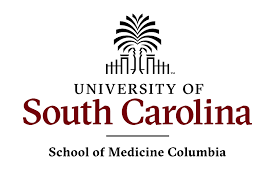 UNIVERSITY OF
South Carolina
School of Medicine Columbia